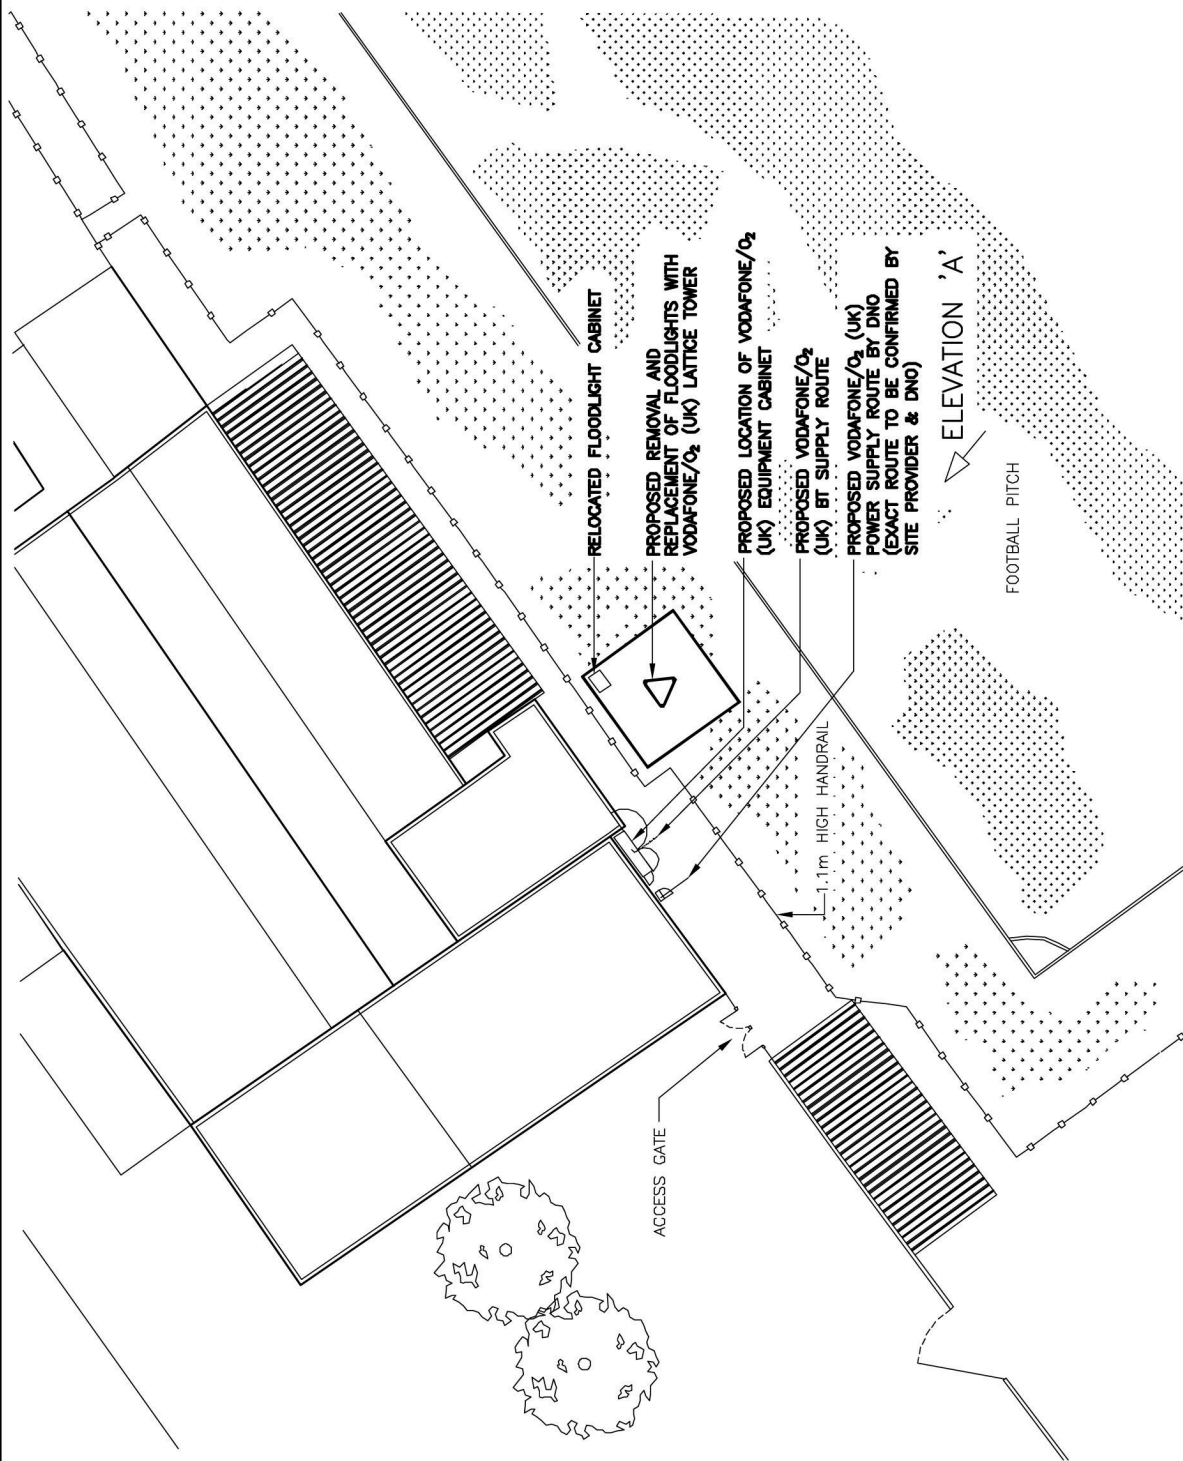 RELOCATED FLOODLIGHT CABINET
PROPOSED REMOVAL AND
REPLACEMENT OF FLOODLIGHTS WITH
VODAFONE/O₂ (UK) LATTICE TOWER
PROPOSED LOCATION OF VODAFONE/O₂
(UK) EQUIPMENT CABINET
PROPOSED VODAFONE/O₂
(UK) BT SUPPLY ROUTE
PROPOSED VODAFONE/O₂ (UK)
POWER SUPPLY ROUTE BY DNO
(EXACT ROUTE TO BE CONFIRMED BY
SITE PROVIDER & DNO)
ELEVATION 'A'
FOOTBALL PITCH
1.1m HIGH HANDRAIL
ACCESS GATE